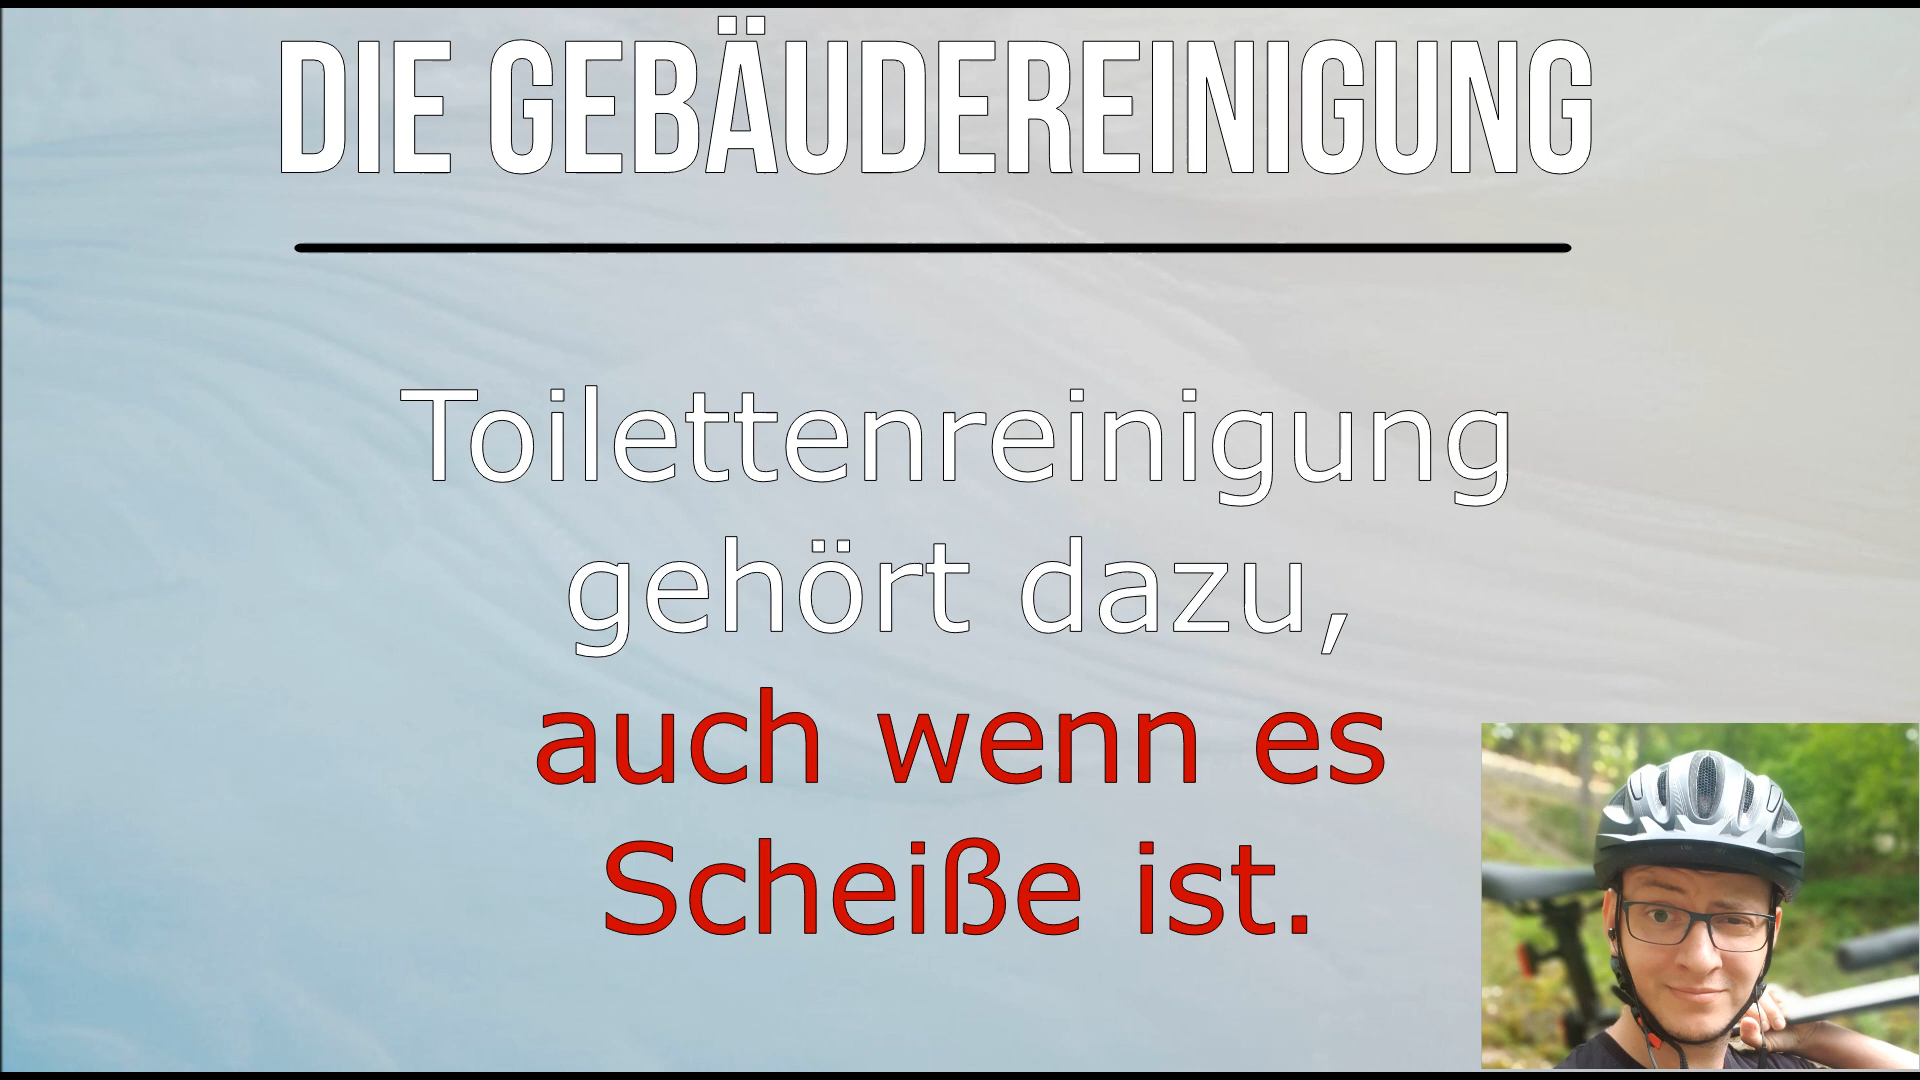 DIE GEBÄUDEREINIGUNG
Toilettenreinigung
gehört dazu,
auch wenn es
Scheiße ist.